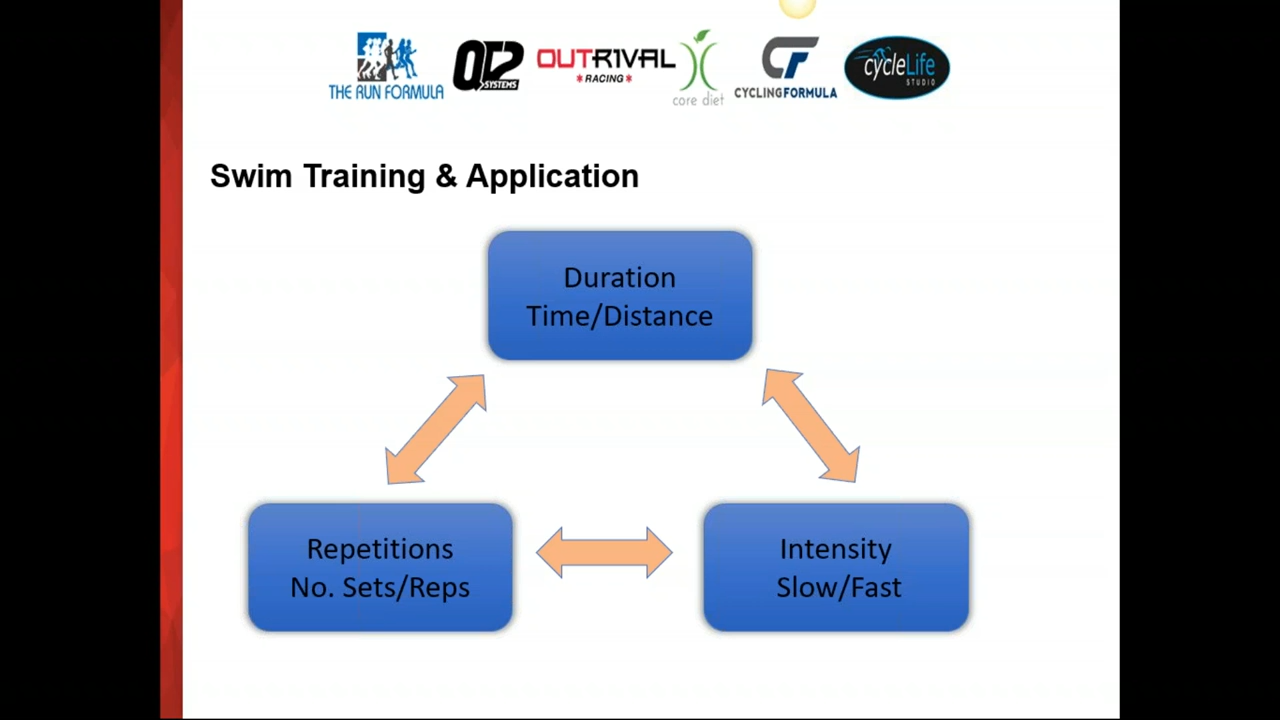 THE RUN FORMULA
QT2
SYSTEMS
OUTRIVAL
RACING
core diet
CYCLINGFORMULA
cycleLife
STUDIO
Swim Training & Application
Duration
Time/Distance
Repetitions
No. Sets/Reps
Intensity
Slow/Fast